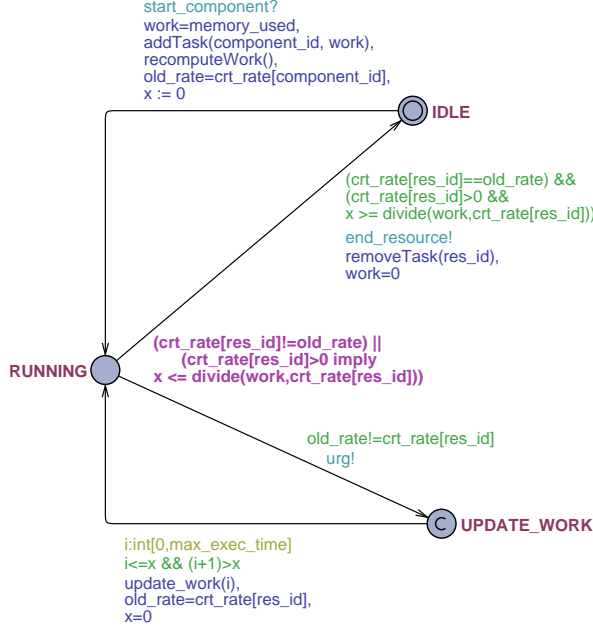 start_component?
work=memory_used,
addTask(component_id, work),
recomputeWork(),
old_rate=crt_rate[component_id],
x := 0
IDLE
(crt_rate[res_id]==old_rate) &&
(crt_rate[res_id]>0 &&
x >= divide(work,crt_rate[res_id]))
end_resource!
removeTask(res_id),
work=0
(crt_rate[res_id]!=old_rate) ||
(crt_rate[res_id]>0 imply
x <= divide(work,crt_rate[res_id]))
RUNNING
old_rate!=crt_rate[res_id]
urg!
C
UPDATE_WORK
i:int[0,max_exec_time]
i<=x && (i+1)>x
update_work(i),
old_rate=crt_rate[res_id],
x=0